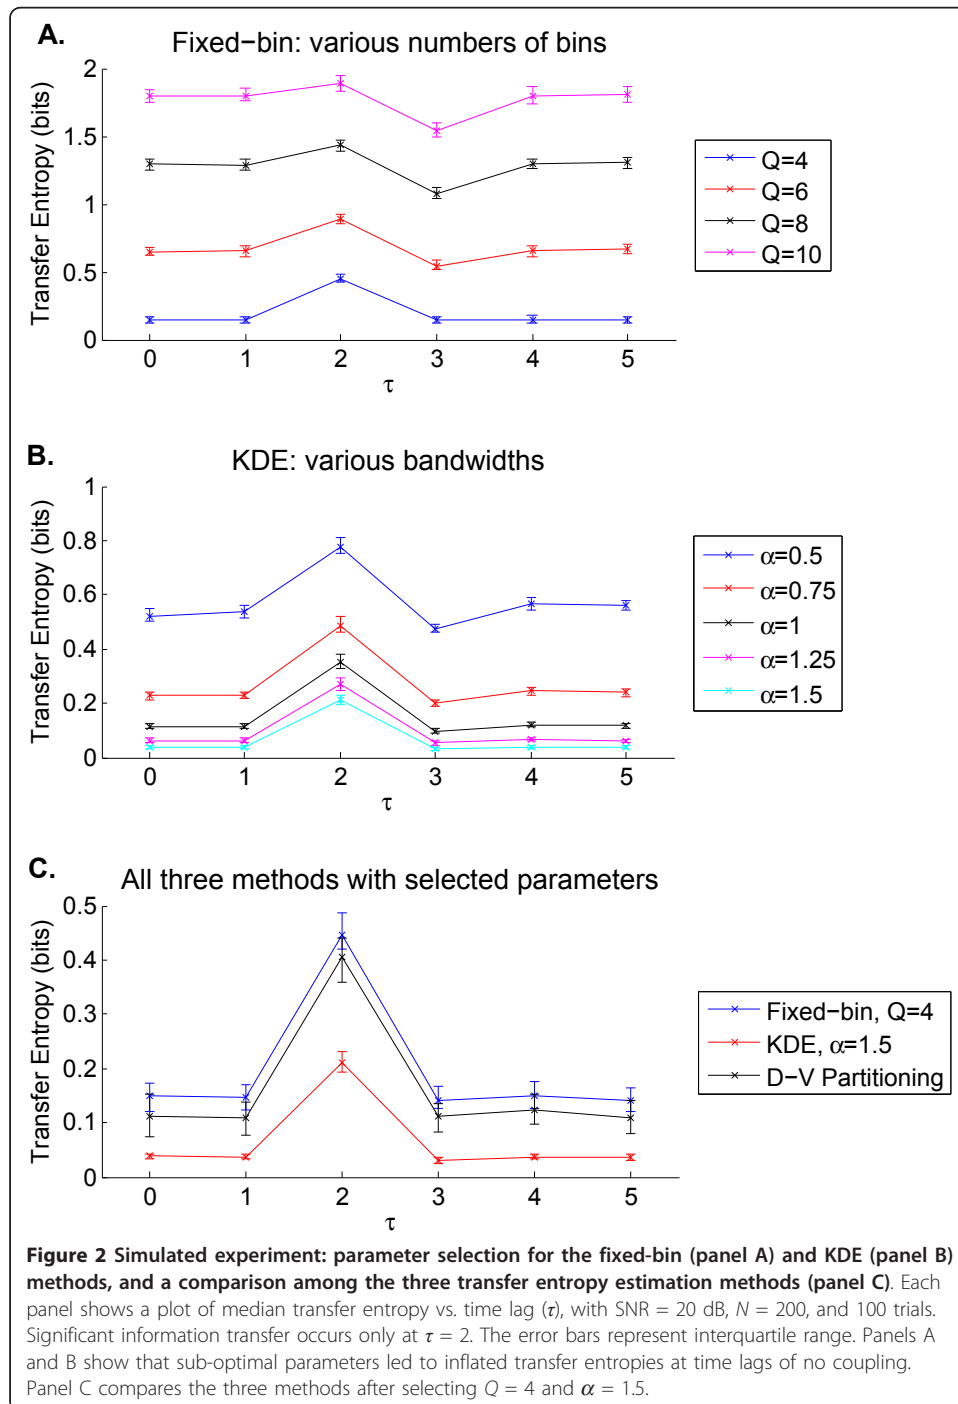 A.
Fixed−bin: various numbers of bins
Transfer Entropy (bits)
2
1.5
1
0.5
0
0 1 2 3 4 5
τ
Q=4
Q=6
Q=8
Q=10
B.
KDE: various bandwidths
Transfer Entropy (bits)
1
0.8
0.6
0.4
0.2
0
0 1 2 3 4 5
τ
α=0.5
α=0.75
α=1
α=1.25
α=1.5
C.
All three methods with selected parameters
Transfer Entropy (bits)
0.5
0.4
0.3
0.2
0.1
0
0 1 2 3 4 5
τ
Fixed−bin, Q=4
KDE, α=1.5
D−V Partitioning
Figure 2 Simulated experiment: parameter selection for the fixed-bin (panel A) and KDE (panel B)
methods, and a comparison among the three transfer entropy estimation methods (panel C). Each
panel shows a plot of median transfer entropy vs. time lag (τ), with SNR = 20 dB, N = 200, and 100 trials.
Significant information transfer occurs only at τ = 2. The error bars represent interquartile range. Panels A
and B show that sub-optimal parameters led to inflated transfer entropies at time lags of no coupling.
Panel C compares the three methods after selecting Q = 4 and α = 1.5.